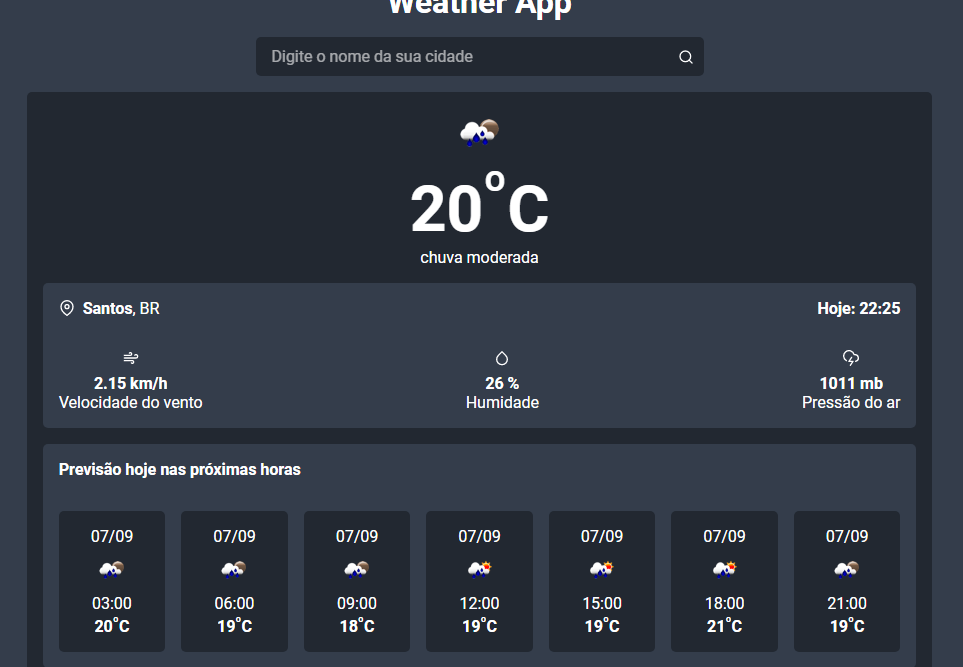 Weather App
Digite o nome da sua cidade
20°C
chuva moderada
Santos, BR
Hoje: 22:25
2.15 km/h
Velocidade do vento
26 %
Humidade
1011 mb
Pressão do ar
Previsão hoje nas próximas horas
07/09
03:00
20°C
07/09
06:00
19°C
07/09
09:00
18°C
07/09
12:00
19°C
07/09
15:00
19°C
07/09
18:00
21°C
07/09
21:00
19°C